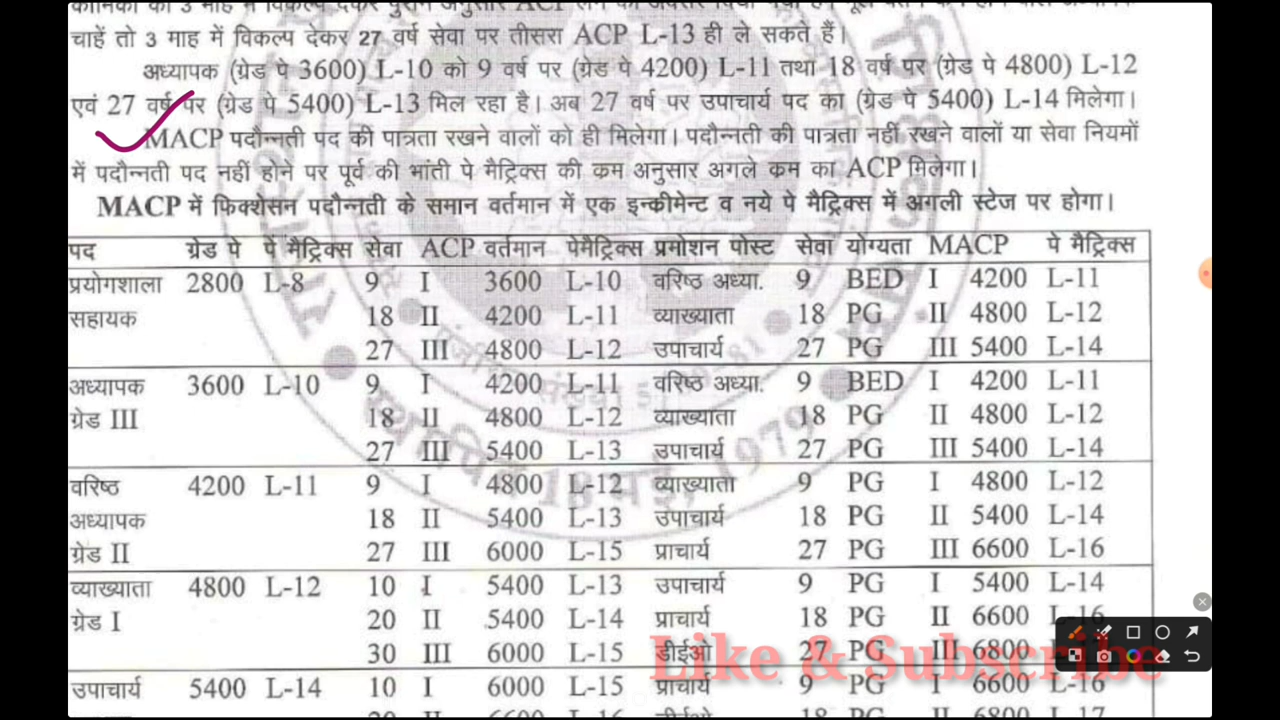 चाहें तो 3 माह में विकल्प देकर 27 वर्ष सेवा पर तीसरा ACP L-13 ही ले सकते हैं।
अध्यापक (ग्रेड पे 3600) L-10 को 9 वर्ष पर (ग्रेड पे 4200) L-11 तथा 18 वर्ष पर (ग्रेड पे 4800) L-12
एवं 27 वर्ष पर (ग्रेड पे 5400) L-13 मिल रहा है। अब 27 वर्ष पर उपाचार्य पद का (ग्रेड पे 5400) L-14 मिलेगा।
MACP पदौन्नती पद की पात्रता रखने वालों को ही मिलेगा। पदौन्नती की पात्रता नहीं रखने वालों या सेवा नियमों
में पदौन्नती पद नहीं होने पर पूर्व की भांती पे मैट्रिक्स की कम अनुसार अगले कम का ACP मिलेगा।
MACP में फिक्शेसन पदौन्नती के समान वर्तमान में एक इन्कीमेन्ट व नये पे मैट्रिक्स में अगली स्टेज पर होगा।
पद ग्रेड पे पें मैट्रिक्स सेवा ACP वर्तमान पेमैट्रिक्स प्रमोशन पोस्ट सेवा योग्यता MACP पे मैट्रिक्स
प्रयोगशाला 2800 L-8 9 I 3600 L-10 वरिष्ठ अध्या. 9 BED I 4200 L-11
सहायक 18 II 4200 L-11 व्याख्याता 18 PG II 4800 L-12
27 III 4800 L-12 उपाचार्य 27 PG III 5400 L-14
अध्यापक 3600 L-10 9 I 4200 L-11 वरिष्ठ अध्या. 9 BED I 4200 L-11
ग्रेड III 18 II 4800 L-12 व्याख्याता 18 PG II 4800 L-12
27 III 5400 L-13 उपाचार्य 27 PG III 5400 L-14
वरिष्ठ 4200 L-11 9 I 4800 L-12 व्याख्याता 9 PG I 4800 L-12
अध्यापक 18 II 5400 L-13 उपाचार्य 18 PG II 5400 L-14
ग्रेड II 27 III 6000 L-15 प्राचार्य 27 PG III 6600 L-16
व्याख्याता 4800 L-12 10 I 5400 L-13 उपाचार्य 9 PG I 5400 L-14
ग्रेड I 20 II 5400 L-14 प्राचार्य 18 PG II 6600 L-16
30 III 6000 L-15 डीईओ 27 PG III 6800
Like & Subscribe
उपाचार्य 5400 L-14 10 I 6000 L-15 प्राचार्य 9 PG I 6600 L-16